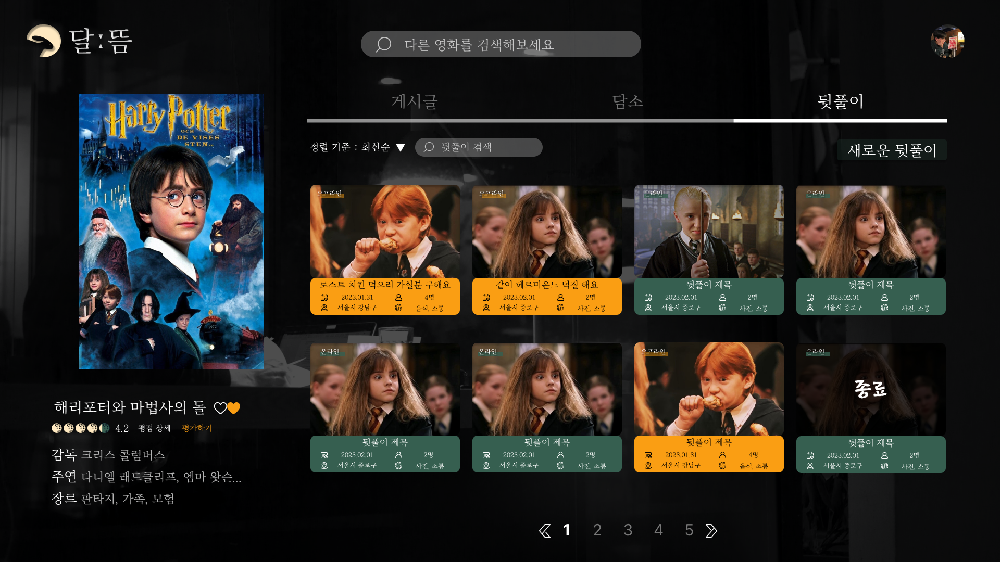 달:뜸
다른 영화를 검색해보세요
게시글
담소
뒷풀이
Harry Potter
OCH
DE VISES
STEN
5972
정렬 기준 : 최신순 ▼
뒷풀이 검색
새로운 뒷풀이
오프라인
로스트 치킨 먹으러 가실분 구해요
2023.01.31
4명
서울시 강남구
음식, 소통
오프라인
같이 헤르미온느 덕질 해요
2023.02.01
2명
서울시 종로구
사진, 소통
온라인
뒷풀이 제목
2023.02.01
2명
서울시 종로구
사진, 소통
온라인
뒷풀이 제목
2023.02.01
2명
서울시 종로구
사진, 소통
온라인
뒷풀이 제목
2023.02.01
2명
서울시 종로구
사진, 소통
온라인
뒷풀이 제목
2023.02.01
2명
서울시 종로구
사진, 소통
오프라인
뒷풀이 제목
2023.01.31
4명
서울시 강남구
음식, 소통
온라인
종료
뒷풀이 제목
2023.02.01
2명
서울시 종로구
사진, 소통
해리포터와 마법사의 돌
4.2 평점 상세 평가하기
감독 크리스 콜럼버스
주연 다니앨 래드클리프, 엠마 왓슨...
장르 판타지, 가족, 모험
1 2 3 4 5